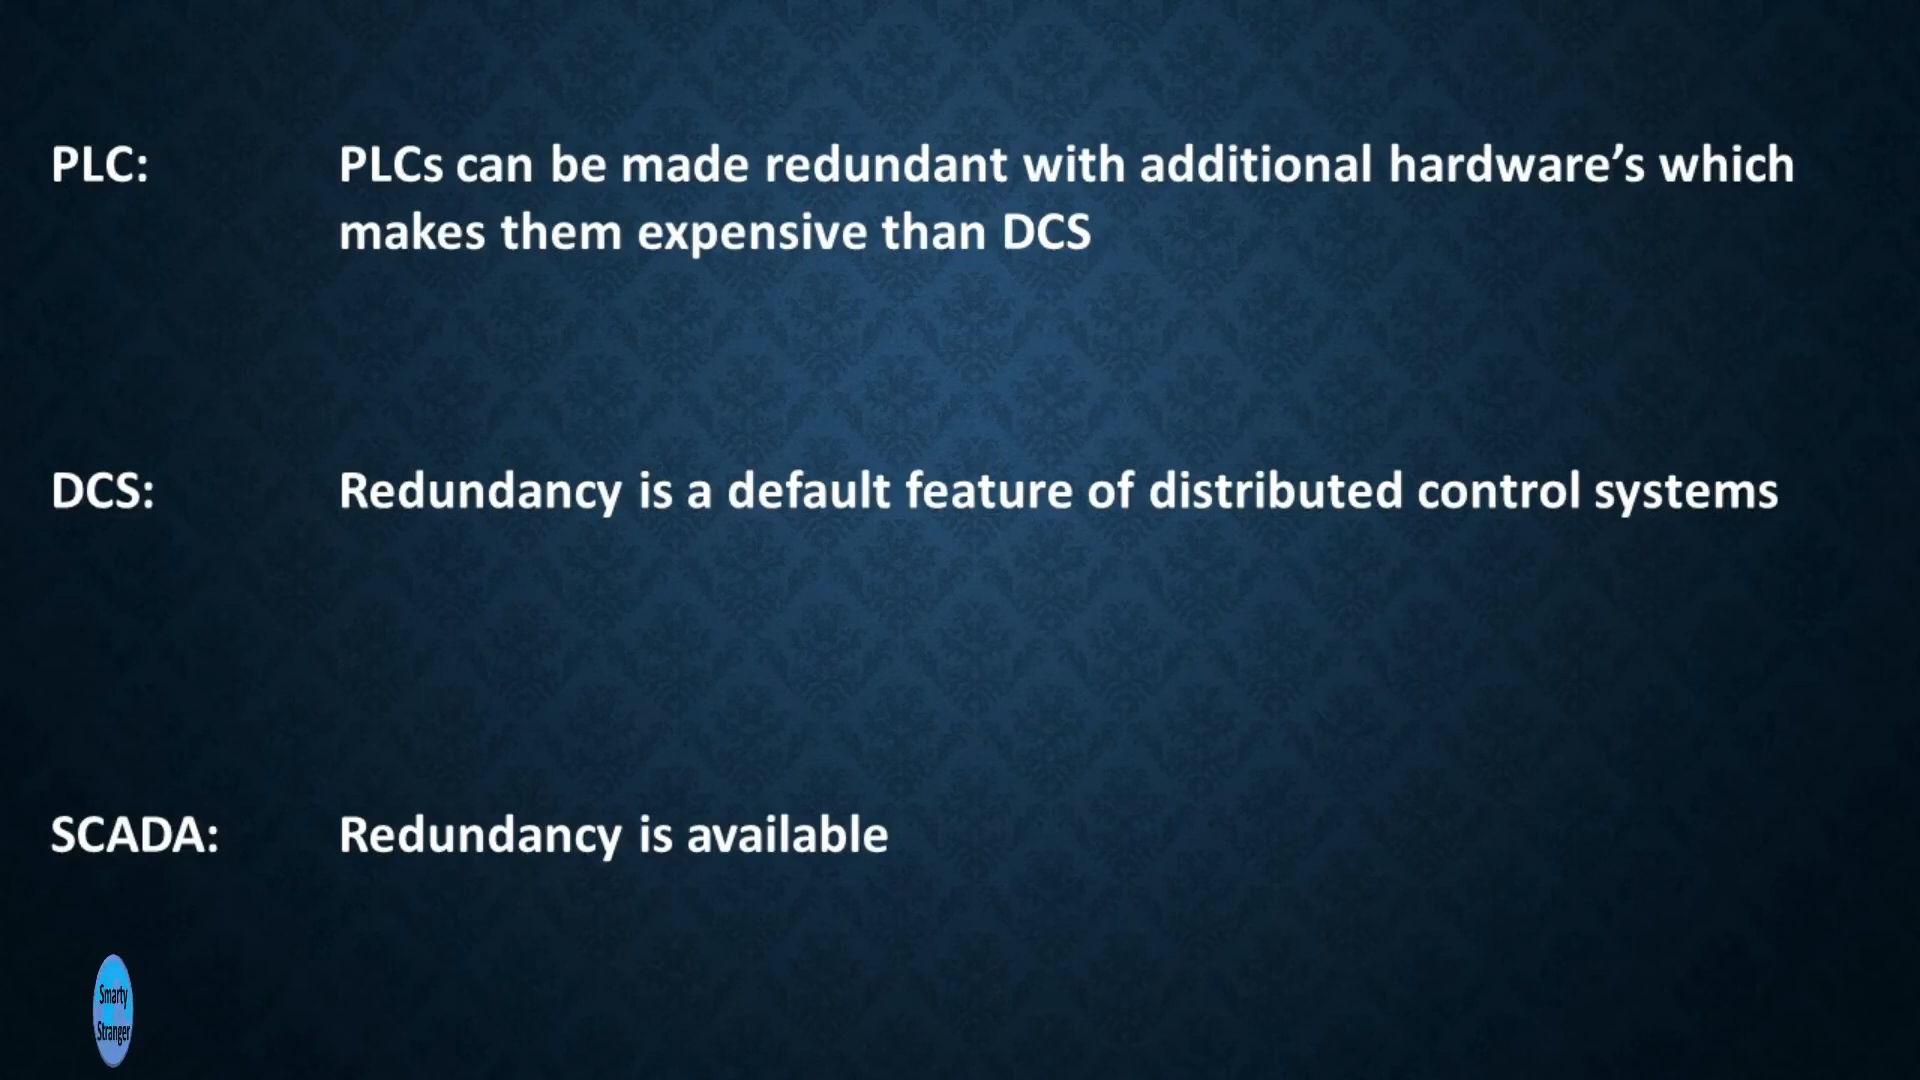 PLC: PLCs can be made redundant with additional hardware’s which
makes them expensive than DCS
DCS: Redundancy is a default feature of distributed control systems
SCADA: Redundancy is available
Smarty
Stranger